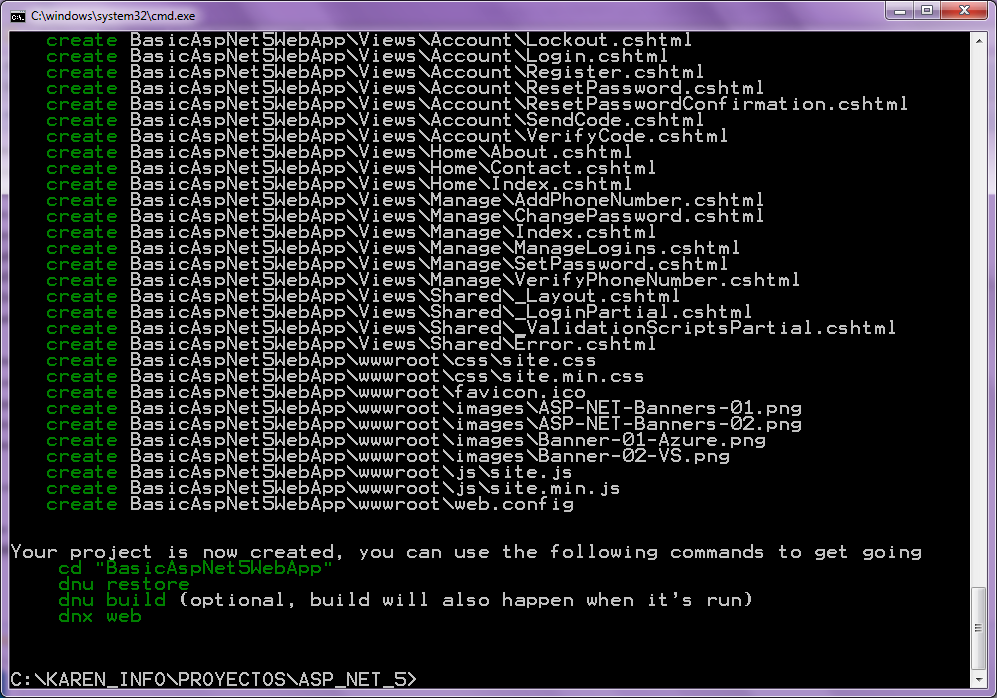 C:\windows\system32\cmd.exe
create BasicAspNet5WebApp\Views\Account\Lockout.cshtml
create BasicAspNet5WebApp\Views\Account\Login.cshtml
create BasicAspNet5WebApp\Views\Account\Register.cshtml
create BasicAspNet5WebApp\Views\Account\ResetPassword.cshtml
create BasicAspNet5WebApp\Views\Account\ResetPasswordConfirmation.cshtml
create BasicAspNet5WebApp\Views\Account\SendCode.cshtml
create BasicAspNet5WebApp\Views\Account\VerifyCode.cshtml
create BasicAspNet5WebApp\Views\Home\About.cshtml
create BasicAspNet5WebApp\Views\Home\Contact.cshtml
create BasicAspNet5WebApp\Views\Home\Index.cshtml
create BasicAspNet5WebApp\Views\Manage\AddPhoneNumber.cshtml
create BasicAspNet5WebApp\Views\Manage\ChangePassword.cshtml
create BasicAspNet5WebApp\Views\Manage\Index.cshtml
create BasicAspNet5WebApp\Views\Manage\ManageLogins.cshtml
create BasicAspNet5WebApp\Views\Manage\SetPassword.cshtml
create BasicAspNet5WebApp\Views\Manage\VerifyPhoneNumber.cshtml
create BasicAspNet5WebApp\Views\Shared\_Layout.cshtml
create BasicAspNet5WebApp\Views\Shared\_LoginPartial.cshtml
create BasicAspNet5WebApp\Views\Shared\_ValidationScriptsPartial.cshtml
create BasicAspNet5WebApp\Views\Shared\Error.cshtml
create BasicAspNet5WebApp\wwwroot\css\site.css
create BasicAspNet5WebApp\wwwroot\css\site.min.css
create BasicAspNet5WebApp\wwwroot\favicon.ico
create BasicAspNet5WebApp\wwwroot\images\ASP-NET-Banners-01.png
create BasicAspNet5WebApp\wwwroot\images\ASP-NET-Banners-02.png
create BasicAspNet5WebApp\wwwroot\images\Banner-01-Azure.png
create BasicAspNet5WebApp\wwwroot\images\Banner-02-VS.png
create BasicAspNet5WebApp\wwwroot\js\site.js
create BasicAspNet5WebApp\wwwroot\js\site.min.js
create BasicAspNet5WebApp\wwwroot\web.config
Your project is now created, you can use the following commands to get going
cd "BasicAspNet5WebApp"
dnu restore
dnu build (optional, build will also happen when it's run)
dnx web
C:\KAREN_INFO\PROYECTOS\ASP_NET_5>